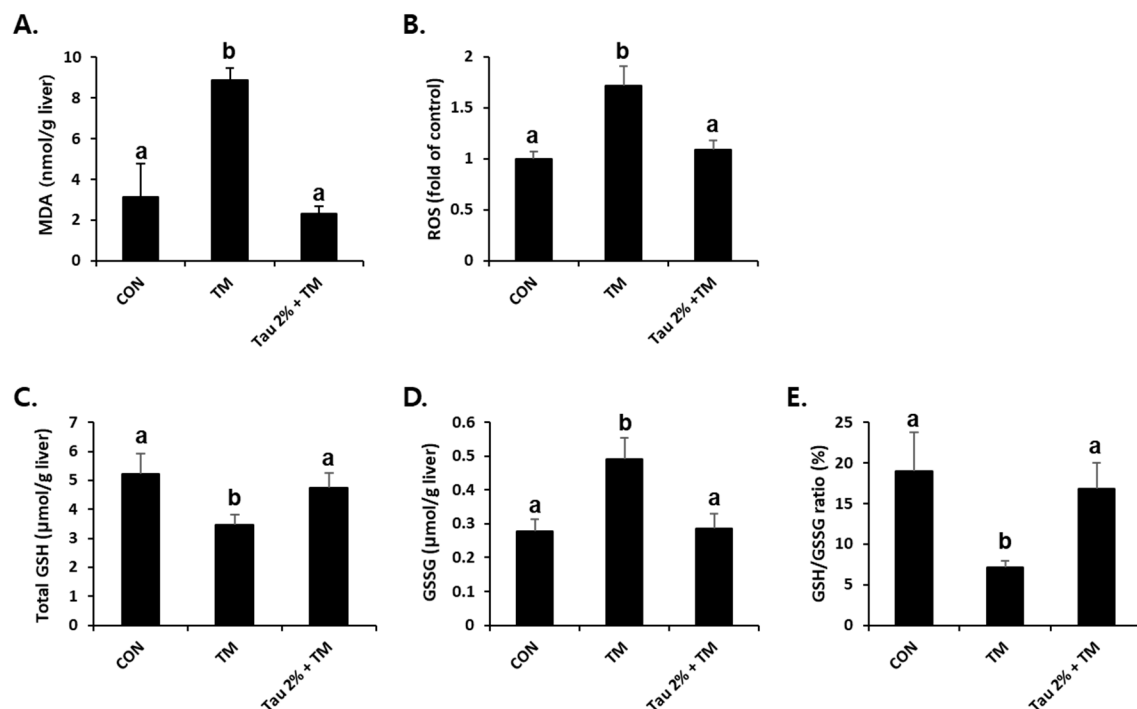 A.
MDA (nmol/g liver)
10
8
6
4
2
0
a
b
a
CON
TM
Tau 2% + TM
B.
ROS (fold of control)
2
1.5
1
0.5
0
a
b
a
CON
TM
Tau 2% +TM
C.
Total GSH (μmol/g liver)
7
6
5
4
3
2
1
0
a
b
a
CON
TM
Tau 2% + TM
D.
GSSG (μmol/g liver)
0.6
0.5
0.4
0.3
0.2
0.1
0
a
b
a
CON
TM
Tau 2% + TM
E.
GSH/GSSG ratio (%)
25
20
15
10
5
0
a
b
a
CON
TM
Tau 2% + TM